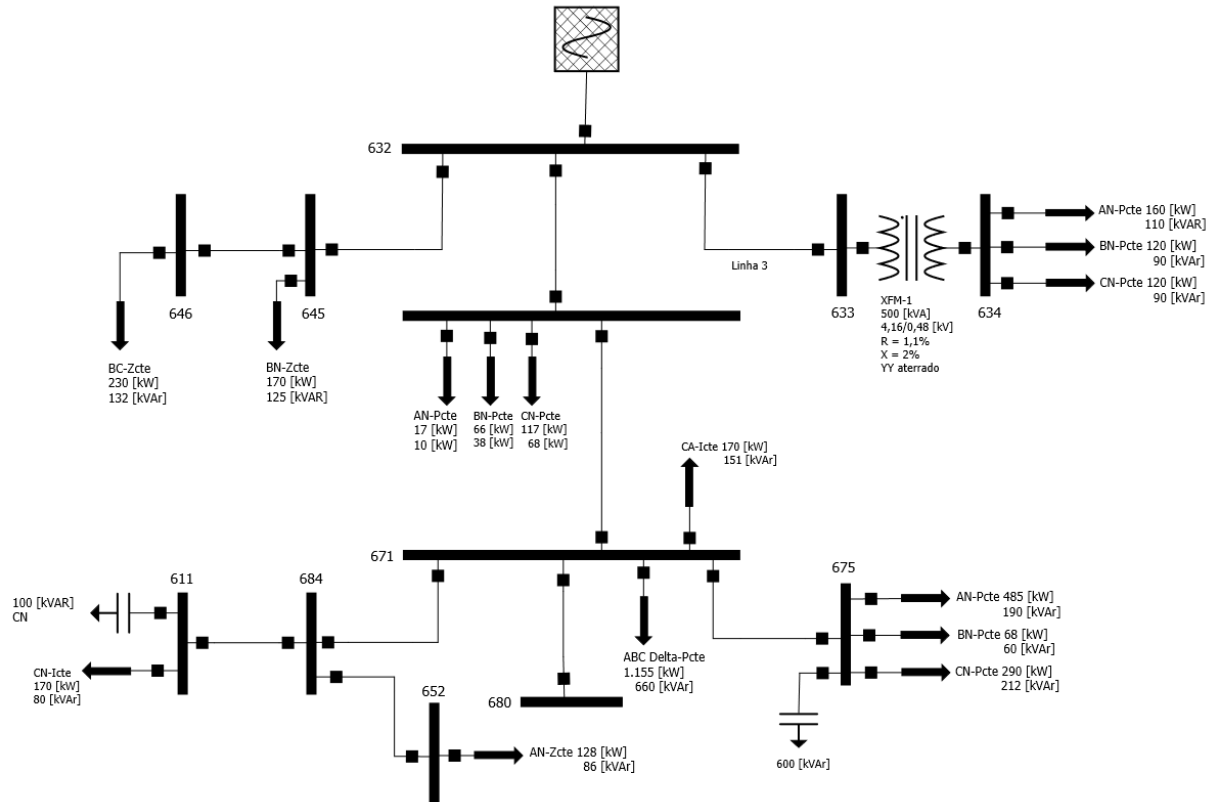 632
AN-Pcte 160 [kW]
110 [kVAR]
BN-Pcte 120 [kW]
90 [kVAr]
CN-Pcte 120 [kW]
90 [kVAr]
Linha 3
646
645
633
634
XFM-1
500 [kVA]
4,16/0,48 [kV]
R = 1,1%
X = 2%
YY aterrado
BC-Zcte
230 [kW]
132 [kVAr]
BN-Zcte
170 [kW]
125 [kVAR]
AN-Pcte
17 [kW]
10 [kW]
BN-Pcte
66 [kW]
38 [kW]
CN-Pcte
117 [kW]
68 [kW]
CA-Icte 170 [kW]
151 [kVAr]
671
611
684
675
100 [kVAR]
CN
AN-Pcte 485 [kW]
190 [kVAr]
BN-Pcte 68 [kW]
60 [kVAr]
CN-Pcte 290 [kW]
212 [kVAr]
CN-Icte
170 [kW]
80 [kVAr]
ABC Delta-Pcte
1.155 [kW]
660 [kVAr]
652
680
AN-Zcte 128 [kW]
86 [kVAr]
600 [kVAr]